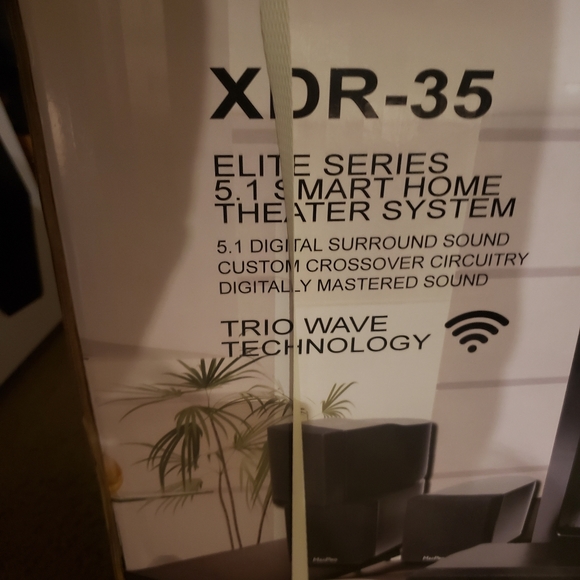 XDR-35
ELITE SERIES
5.1 SMART HOME
THEATER SYSTEM
5.1 DIGITAL SURROUND SOUND
CUSTOM CROSSOVER CIRCUITRY
DIGITALLY MASTERED SOUND
TRIO WAVE
TECHNOLOGY